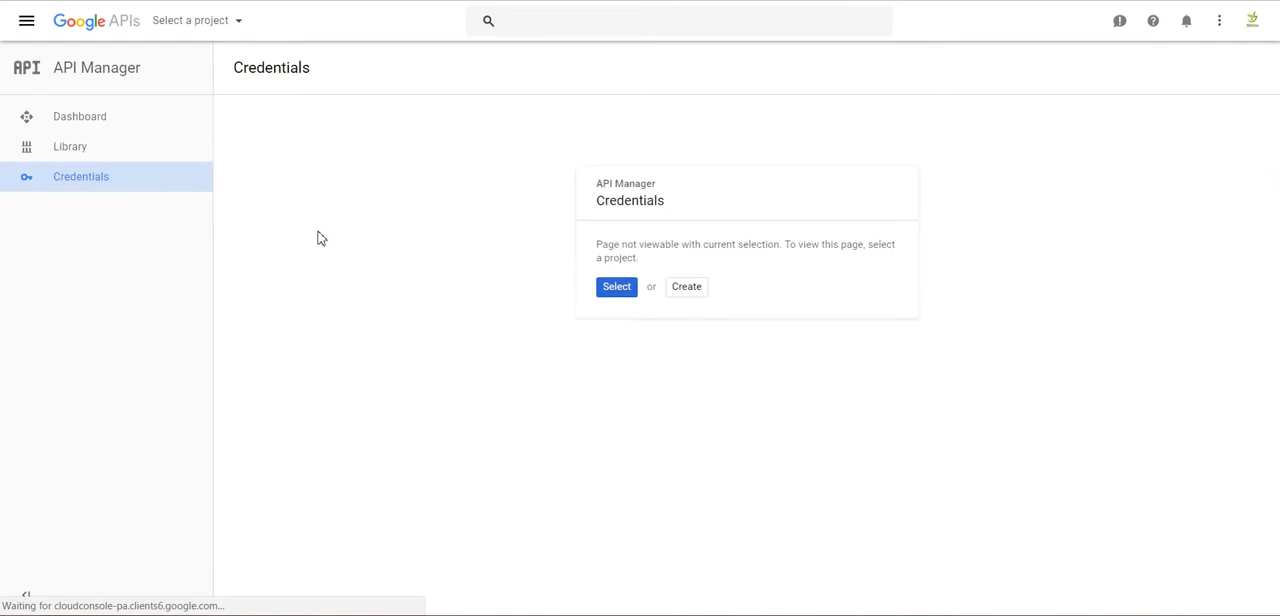 Google APIs
Select a project
API API Manager
Credentials
Dashboard
Library
Credentials
API Manager
Credentials
Page not viewable with current selection. To view this page, select
a project.
Select or Create
Waiting for cloudconsole-pa.clients6.google.com...